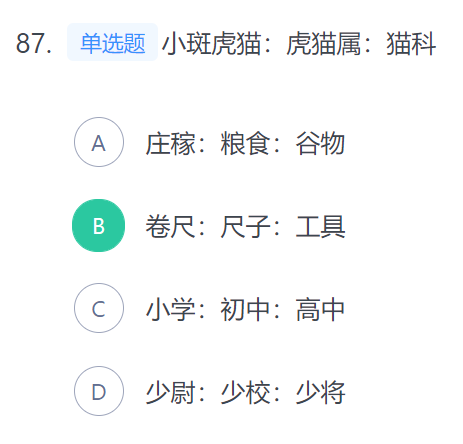 87. 单选题 小斑虎猫：虎猫属：猫科
A 庄稼：粮食：谷物
B 卷尺：尺子：工具
C 小学：初中：高中
D 少尉：少校：少将